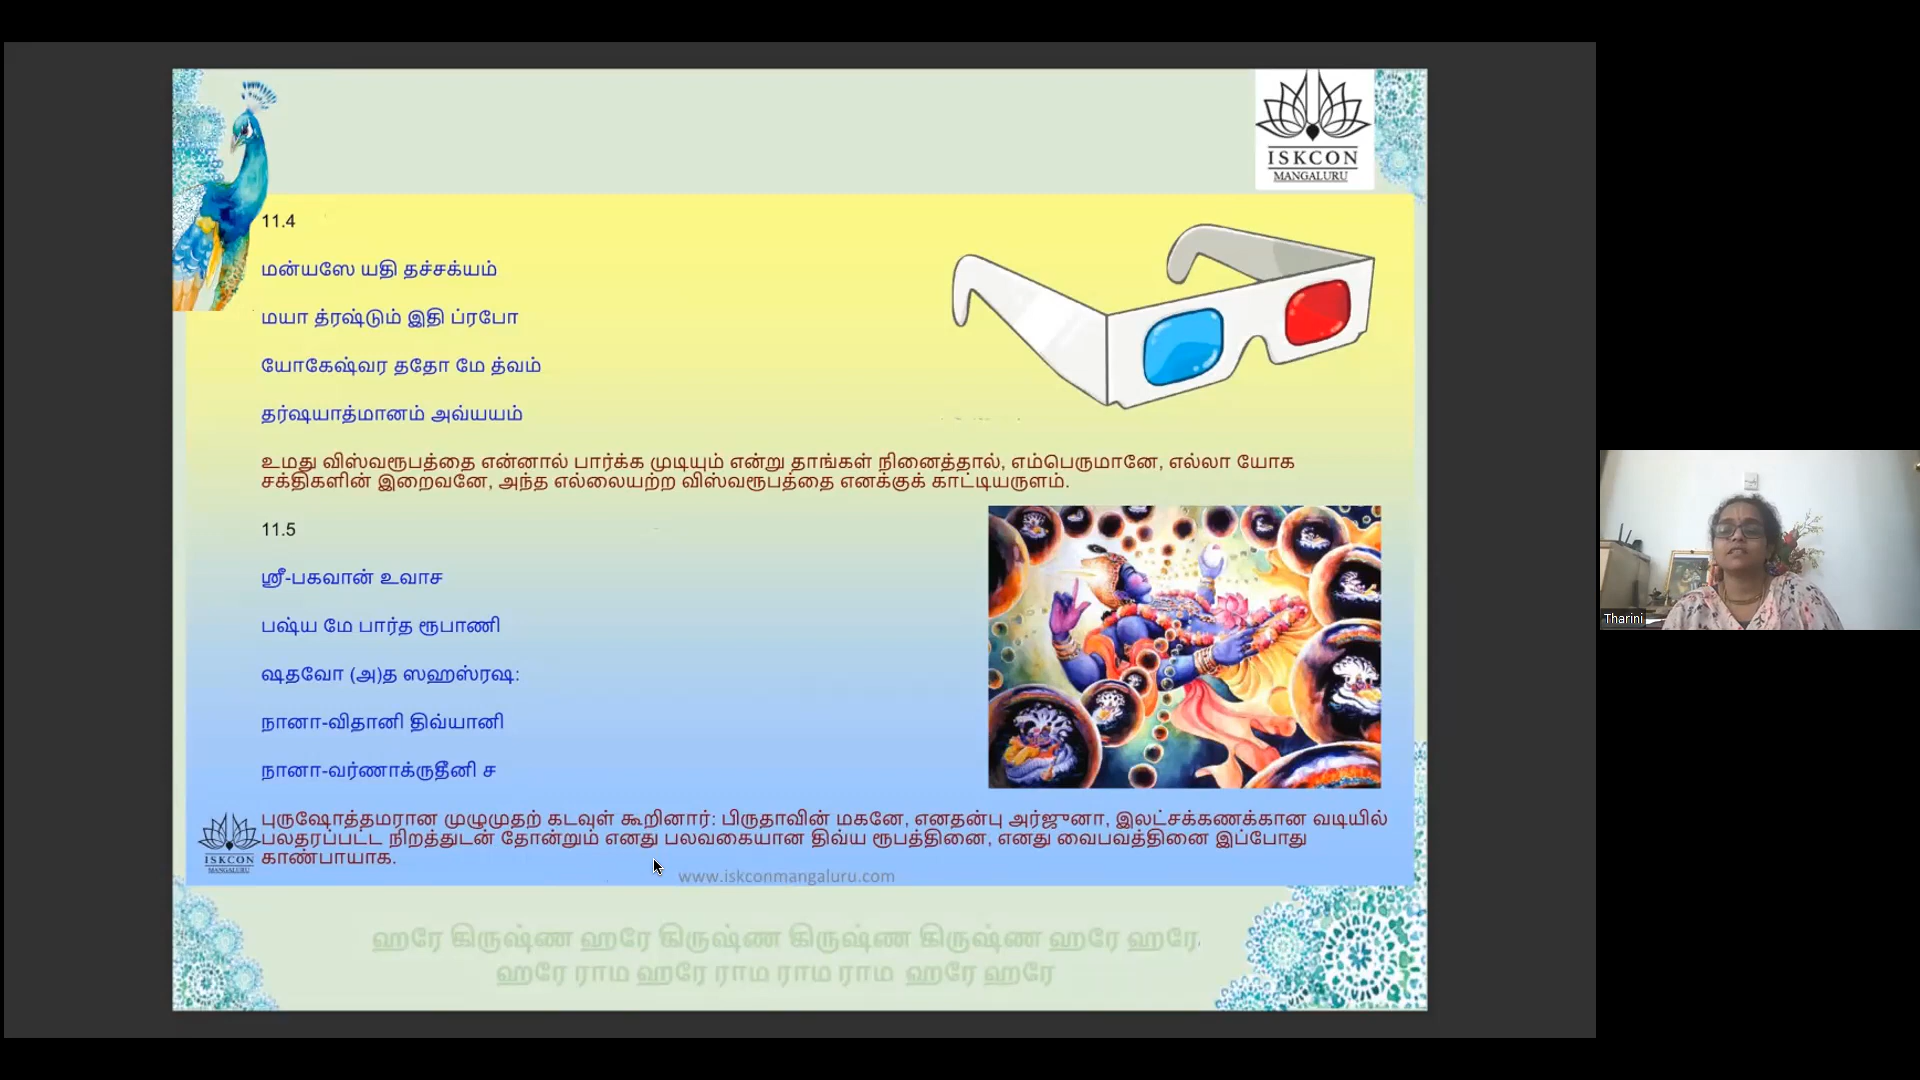 ISKCON
MANGALURU
11.4
மன்யஸே யதி தச்சக்யம்
மயா த்ரஷ்டும் இதி ப்ரபோ
யோகேஷ்வர ததோ மே த்வம்
தர்ஷயாத்மானம் அவ்யயம்
உமது விஸ்வரூபத்தை என்னால் பார்க்க முடியும் என்று தாங்கள் நினைத்தால், எம்பெருமானே, எல்லா யோக
சக்திகளின் இறைவனே, அந்த எல்லையற்ற விஸ்வரூபத்தை எனக்குக் காட்டியருளம்.
11.5
ஸ்ரீ-பகவான் உவாச
பஷ்ய மே பார்த ரூபாணி
ஷதவோ (அ)த ஸஹஸ்ரஷ:
நானா-விதானி திவ்யானி
நானா-வர்ணாக்ருதீனி ச
புருஷோத்தமரான முழுமுதற் கடவுள் கூறினார்: பிருதாவின் மகனே, எனதன்பு அர்ஜுனா, இலட்சக்கணக்கான வடியில்
பலதரப்பட்ட நிறத்துடன் தோன்றும் எனது பலவகையான திவ்ய ரூபத்தினை, எனது வைபவத்தினை இப்போது
காண்பாயாக.
ISKCON
MANGALURU
www.iskconmangaluru.com
ஹரே கிருஷ்ண ஹரே கிருஷ்ண கிருஷ்ண கிருஷ்ண ஹரே ஹரே
ஹரே ராம ஹரே ராம ராம ராம ஹரே ஹரே
Tharini